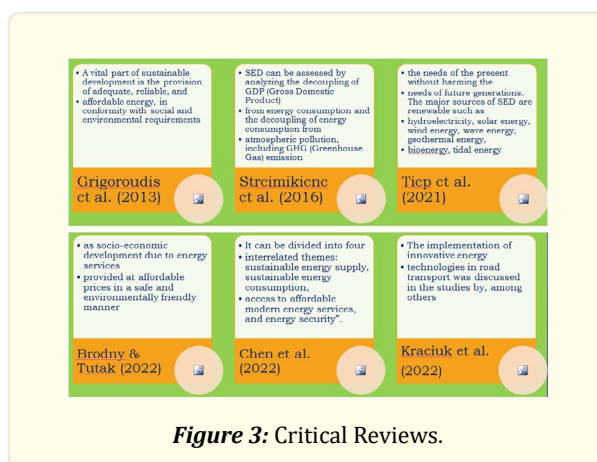 • A vital part of sustainable
development is the provision
of adequate, reliable, and
• affordable energy, in
conformity with social and
environmental requirements
Grigoroudis
et al. (2013)
• SED can be assessed by
analyzing the decoupling of
GDP (Gross Domestic
Product)
• from energy consumption and
the decoupling of energy
consumption from
• atmospheric pollution,
including GHG (Greenhouse
Gas) emission
Streimikiene
et al. (2016)
• the needs of the present
without harming the
• needs of future generations.
The major sources of SED are
renewable such as
• hydroelectricity, solar energy,
wind energy, wave energy,
geothermal energy,
• bioenergy, tidal energy
Tiep et al.
(2021)
• as socio-economic
development due to energy
services
• provided at affordable
prices in a safe and
environmentally friendly
manner
Brodny &
Tutak (2022)
• It can be divided into four
• interrelated themes:
sustainable energy supply,
sustainable energy
consumption,
• access to affordable
modern energy services,
and energy security”.
Chen et al.
(2022)
• The implementation of
innovative energy
• technologies in road
transport was discussed
in the studies by, among
others
Kraciuk et al.
(2022)
Figure 3: Critical Reviews.